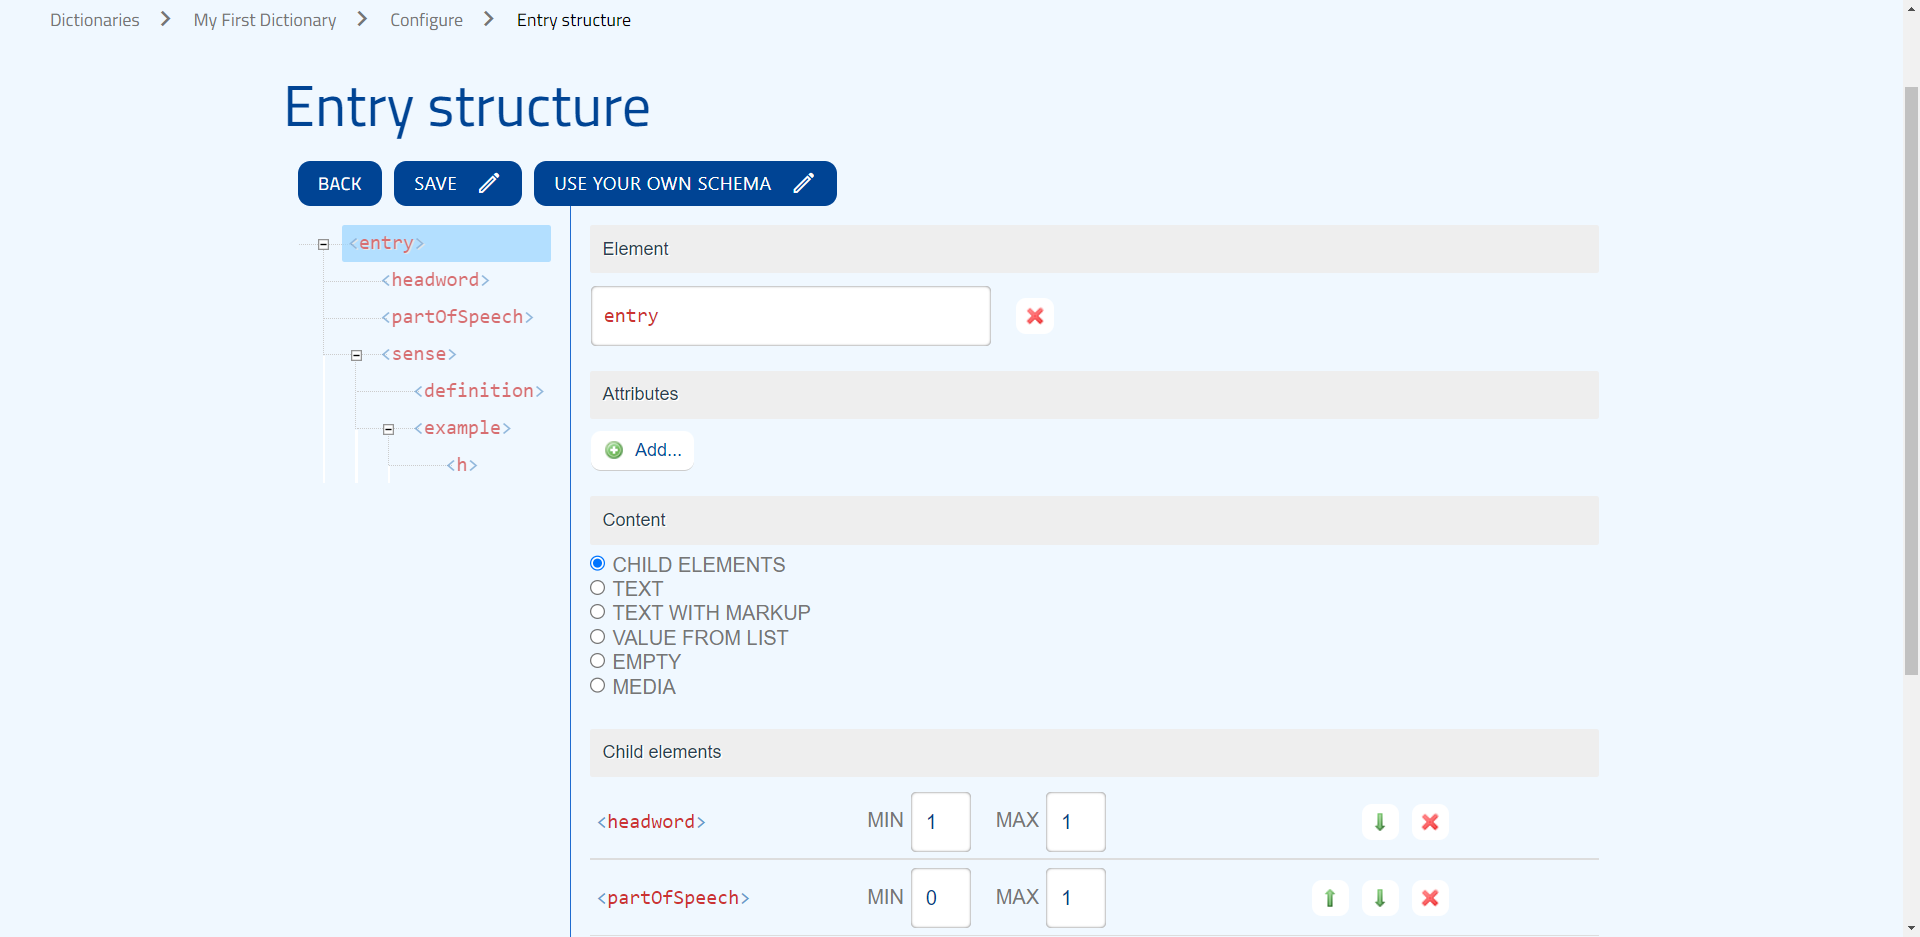 Dictionaries > My First Dictionary > Configure > Entry structure
Entry structure
BACK SAVE USE YOUR OWN SCHEMA
<entry>
<headword>
<partOfSpeech>
<sense>
<definition>
<example>
<h>
Element
entry
Attributes
Add...
Content
CHILD ELEMENTS
TEXT
TEXT WITH MARKUP
VALUE FROM LIST
EMPTY
MEDIA
Child elements
<headword> MIN 1 MAX 1
<partOfSpeech> MIN 0 MAX 1